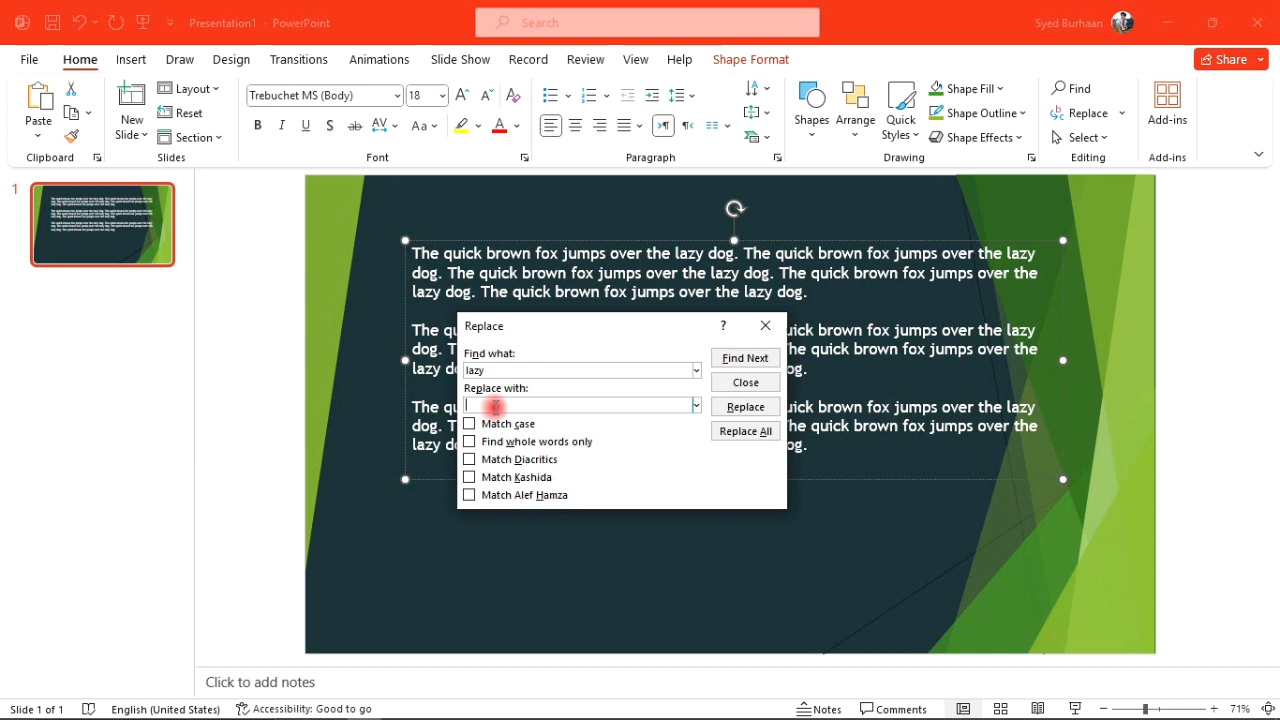 Presentation1 - PowerPoint
Search
Syed Burhaan
File Home Insert Draw Design Transitions Animations Slide Show Record Review View Help Shape Format
Share
Paste
Clipboard
New Slide
Layout
Reset
Section
Slides
Trebuchet MS (Body) 18
B I U S ab AV Aa A
Font
Paragraph
Shapes
Arrange
Quick Styles
Shape Fill
Shape Outline
Shape Effects
Drawing
Find
Replace
Select
Editing
Add-ins
Add-ins
1
The quick brown fox jumps over the lazy dog. The quick brown fox jumps over the lazy
dog. The quick brown fox jumps over the lazy dog. The quick brown fox jumps over the
lazy dog. The quick brown fox jumps over the lazy dog.
The qu uick brown fox jumps over the lazy
dog. T he quick brown fox jumps over the
lazy do og.
The qu uick brown fox jumps over the lazy
dog. T he quick brown fox jumps over the
lazy do og.
Replace ?
Find what:
lazy
Replace with:
Match case
Find whole words only
Match Diacritics
Match Kashida
Match Alef Hamza
Find Next
Close
Replace
Replace All
Click to add notes
Slide 1 of 1 English (United States) Accessibility: Good to go Notes Comments 71%